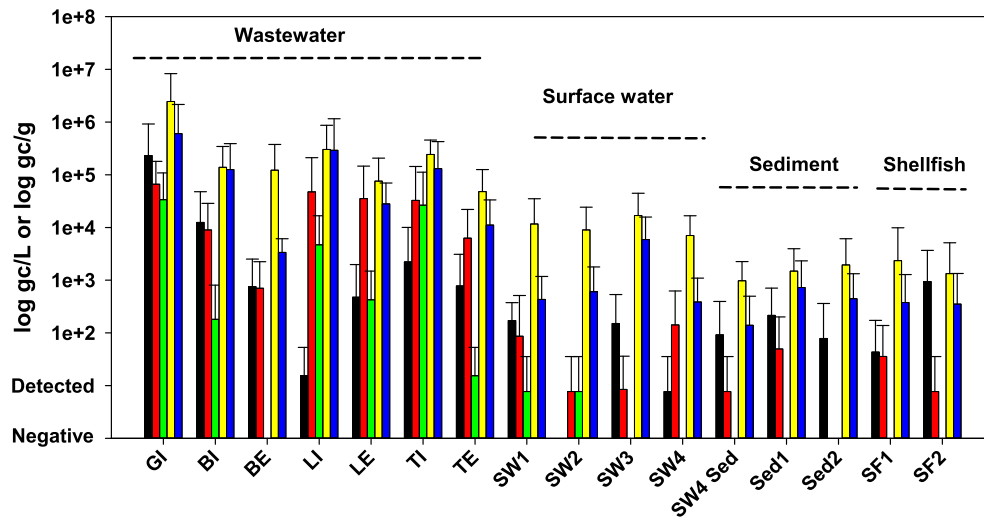 1e+8
Wastewater
1e+7
Surface water
1e+6
Sediment
Shellfish
1e+5
1e+4
1e+3
1e+2
Detected
Negative
log gc/L or log gc/g
GI BI BE LI LE TI TE SW1 SW2 SW3 SW4 SW4 Sed Sed1 Sed2 SF1 SF2